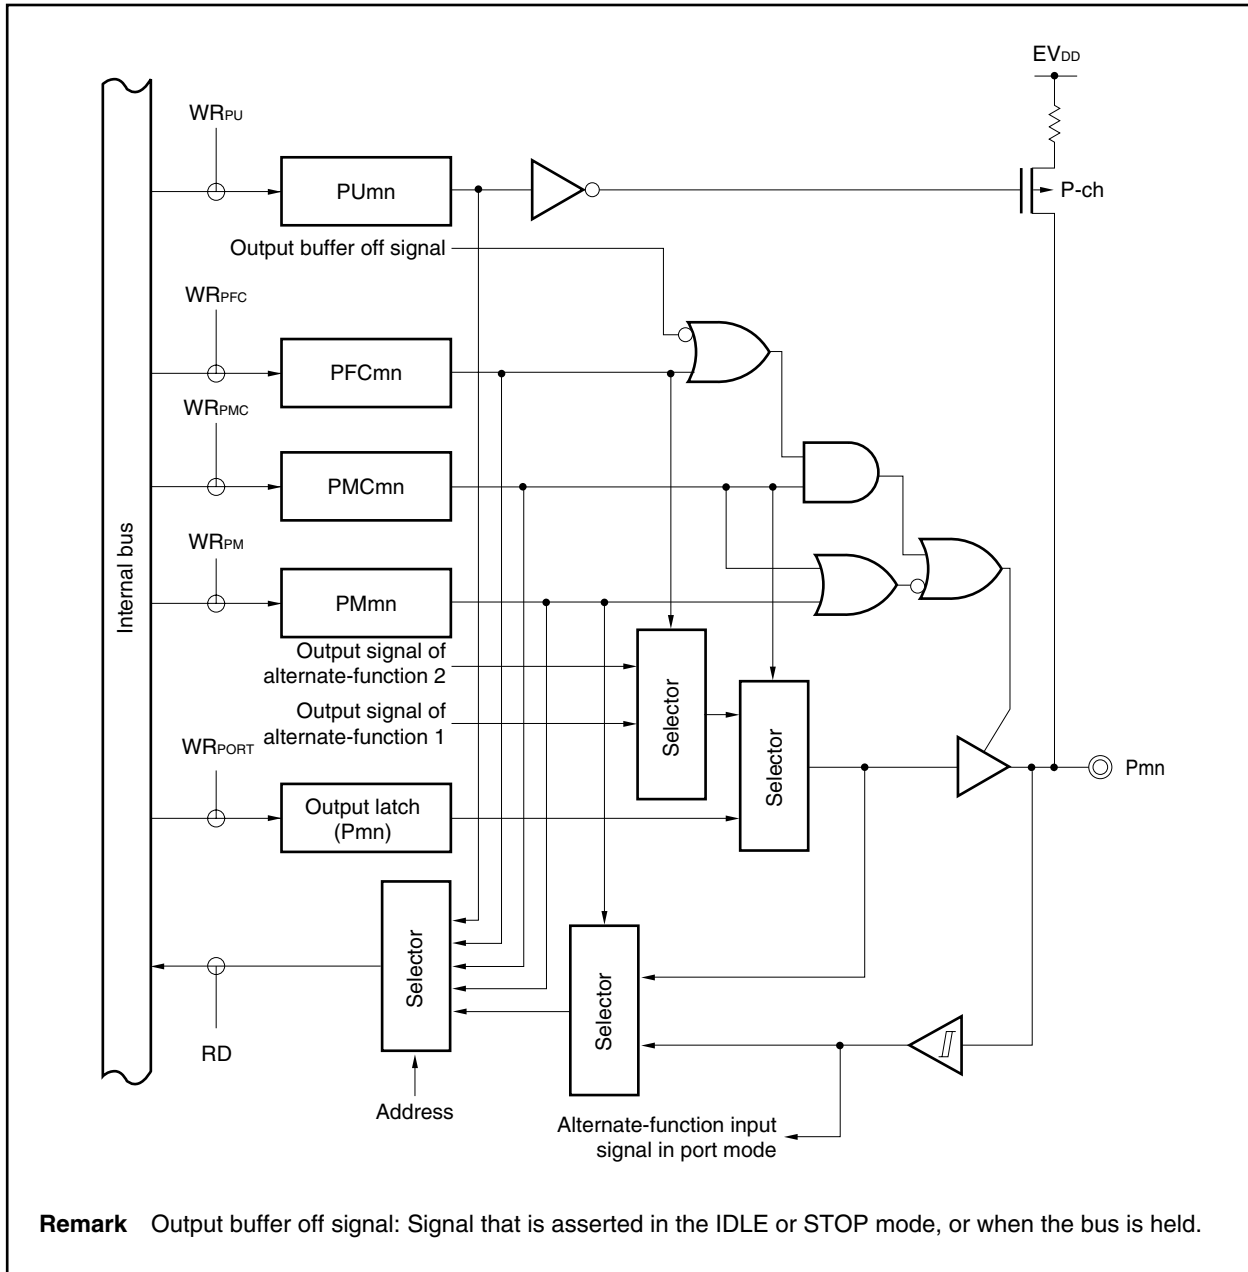 EVDD
WRPU
PUmn
P-ch
Output buffer off signal
WRPFC
PFCmn
WRPMC
PMCmn
WRPM
PMmn
Internal bus
Output signal of
alternate-function 2
Output signal of
alternate-function 1
Selector
Selector
WRPORT
Output latch
(Pmn)
Pmn
Selector
Selector
RD
Address
Alternate-function input
signal in port mode
Remark Output buffer off signal: Signal that is asserted in the IDLE or STOP mode, or when the bus is held.